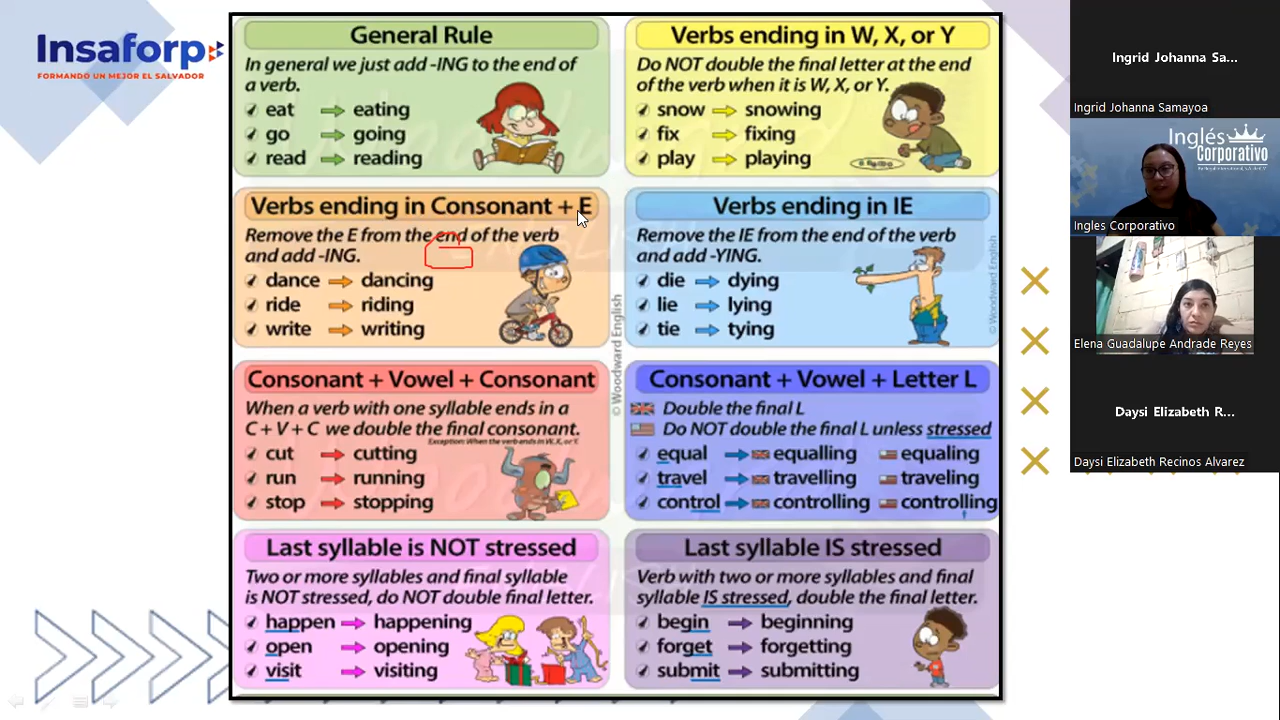 Insaforp
FORMANDO UN MEJOR EL SALVADOR
General Rule
In general we just add -ING to the end of
a verb.
eat eating
go going
read reading
Verbs ending in W, X, or Y
Do NOT double the final letter at the end
of the verb when it is W, X, or Y.
snow snowing
fix fixing
play playing
Verbs ending in Consonant + E
Remove the E from the end of the verb
and add -ING.
dance dancing
ride riding
write writing
Verbs ending in IE
Remove the IE from the end of the verb
and add -YING.
die dying
lie lying
tie tying
© Woodward English
© Woodward English
Consonant + Vowel + Consonant
When a verb with one syllable ends in a
C + V + C we double the final consonant.
Exception: When the verb ends in W, X, or Y.
cut cutting
run running
stop stopping
Consonant + Vowel + Letter L
Double the final L
Do NOT double the final L unless stressed
equal equalling equaling
travel travelling traveling
control controlling controlling
Last syllable is NOT stressed
Two or more syllables and final syllable
is NOT stressed, do NOT double final letter.
happen happening
open opening
visit visiting
Last syllable IS stressed
Verb with two or more syllables and final
syllable IS stressed, double the final letter.
begin beginning
forget forgetting
submit submitting
Ingrid Johanna Sa...
Ingrid Johanna Samayoa
Inglés
Corporativo
Ingles Corporativo
Elena Guadalupe Andrade Reyes
Daysi Elizabeth R...
Daysi Elizabeth Recinos Alvarez